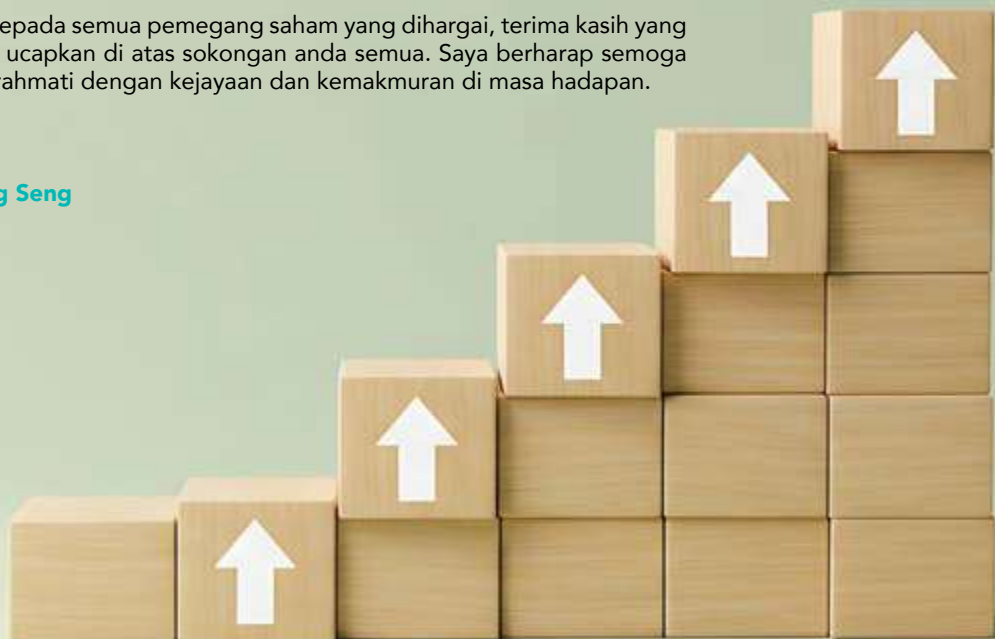 epada semua pemegang saham yang dihargai, terima kasih yang
ucapkan di atas sokongan anda semua. Saya berharap semoga
rahmati dengan kejayaan dan kemakmuran di masa hadapan.
g Seng